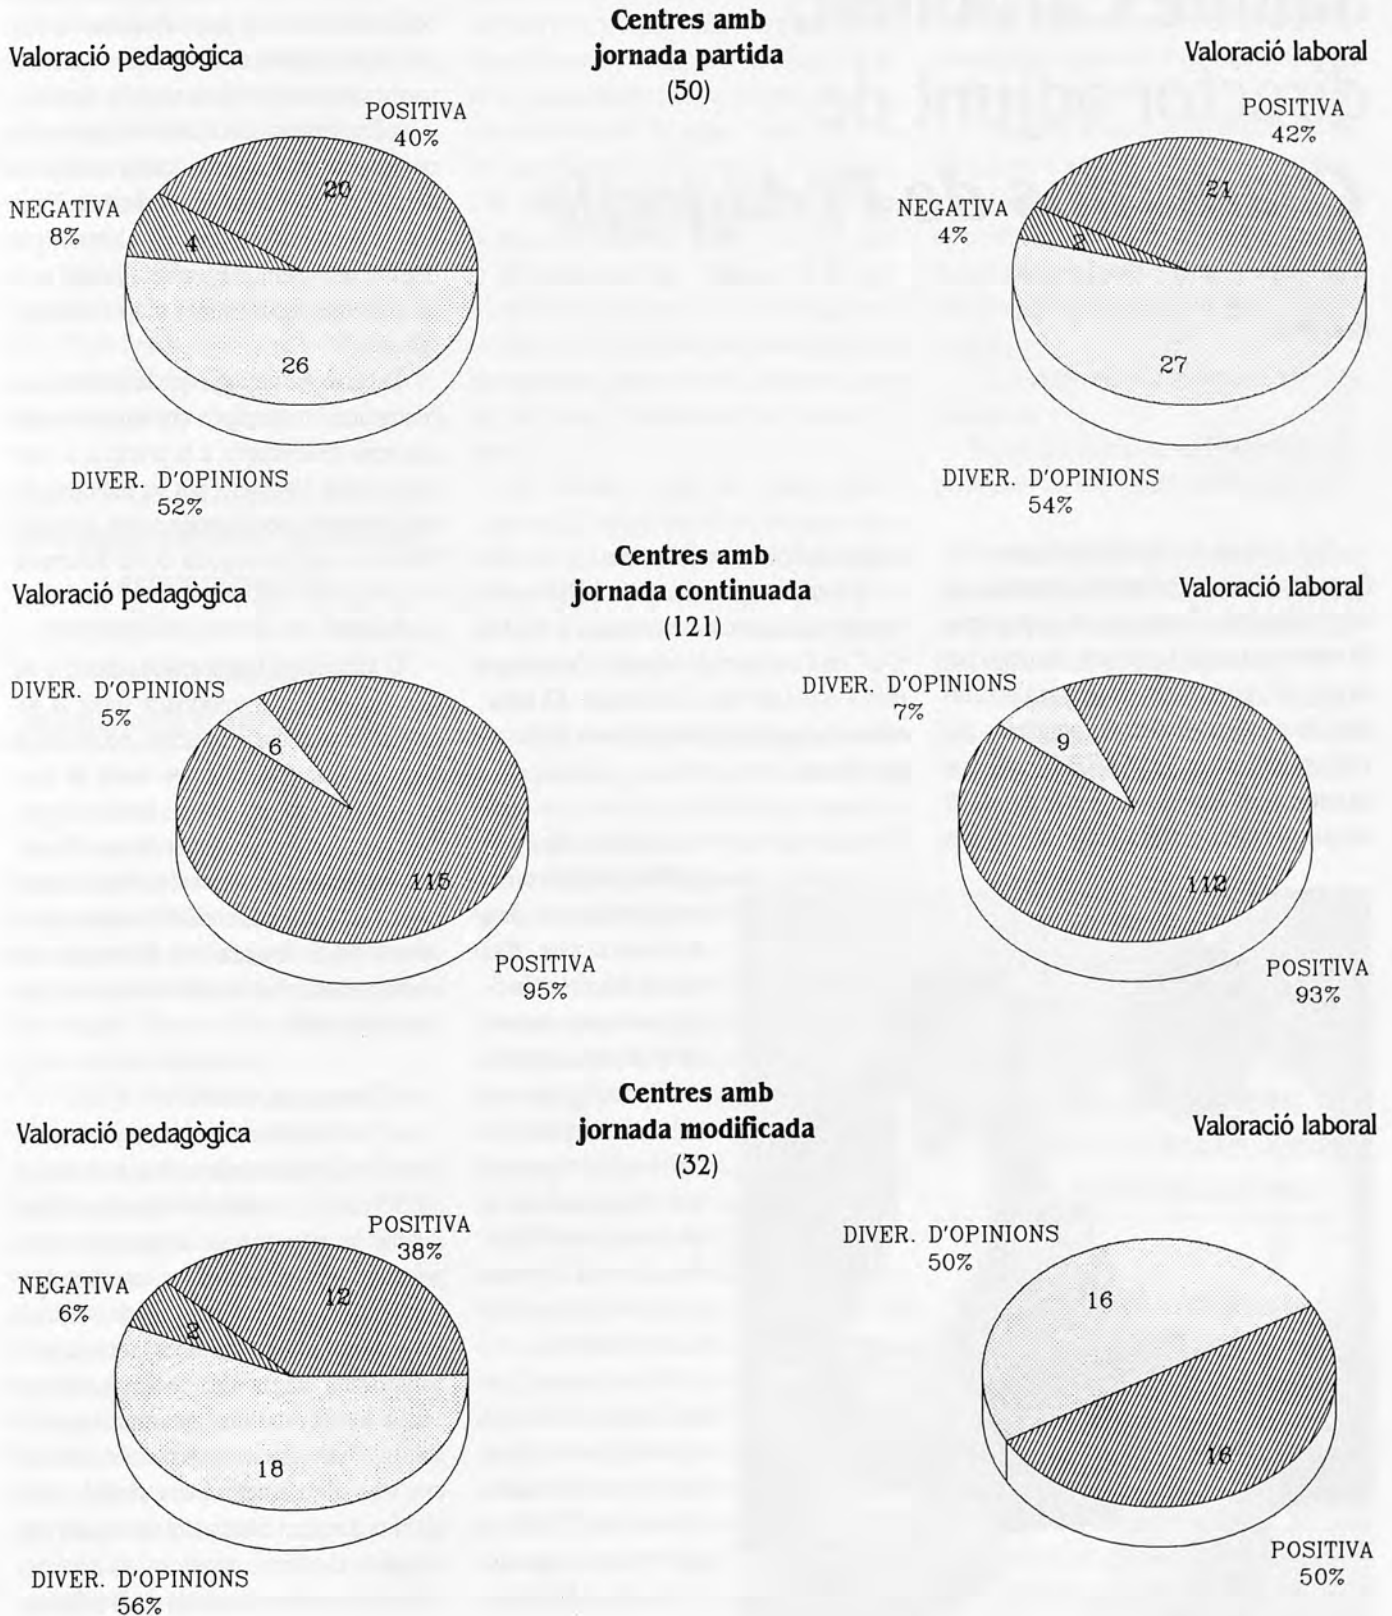 Centres amb
jornada partida
(50)
Valoració pedagògica
Valoració laboral
POSITIVA
40%
20
NEGATIVA
8%
4
26
DIVER. D'OPINIONS
52%
POSITIVA
42%
21
NEGATIVA
4%
2
27
DIVER. D'OPINIONS
54%
Centres amb
jornada continuada
(121)
Valoració pedagògica
Valoració laboral
DIVER. D'OPINIONS
5%
6
115
POSITIVA
95%
DIVER. D'OPINIONS
7%
9
112
POSITIVA
93%
Centres amb
jornada modificada
(32)
Valoració pedagògica
Valoració laboral
POSITIVA
38%
12
NEGATIVA
6%
2
18
DIVER. D'OPINIONS
56%
DIVER. D'OPINIONS
50%
16
16
POSITIVA
50%